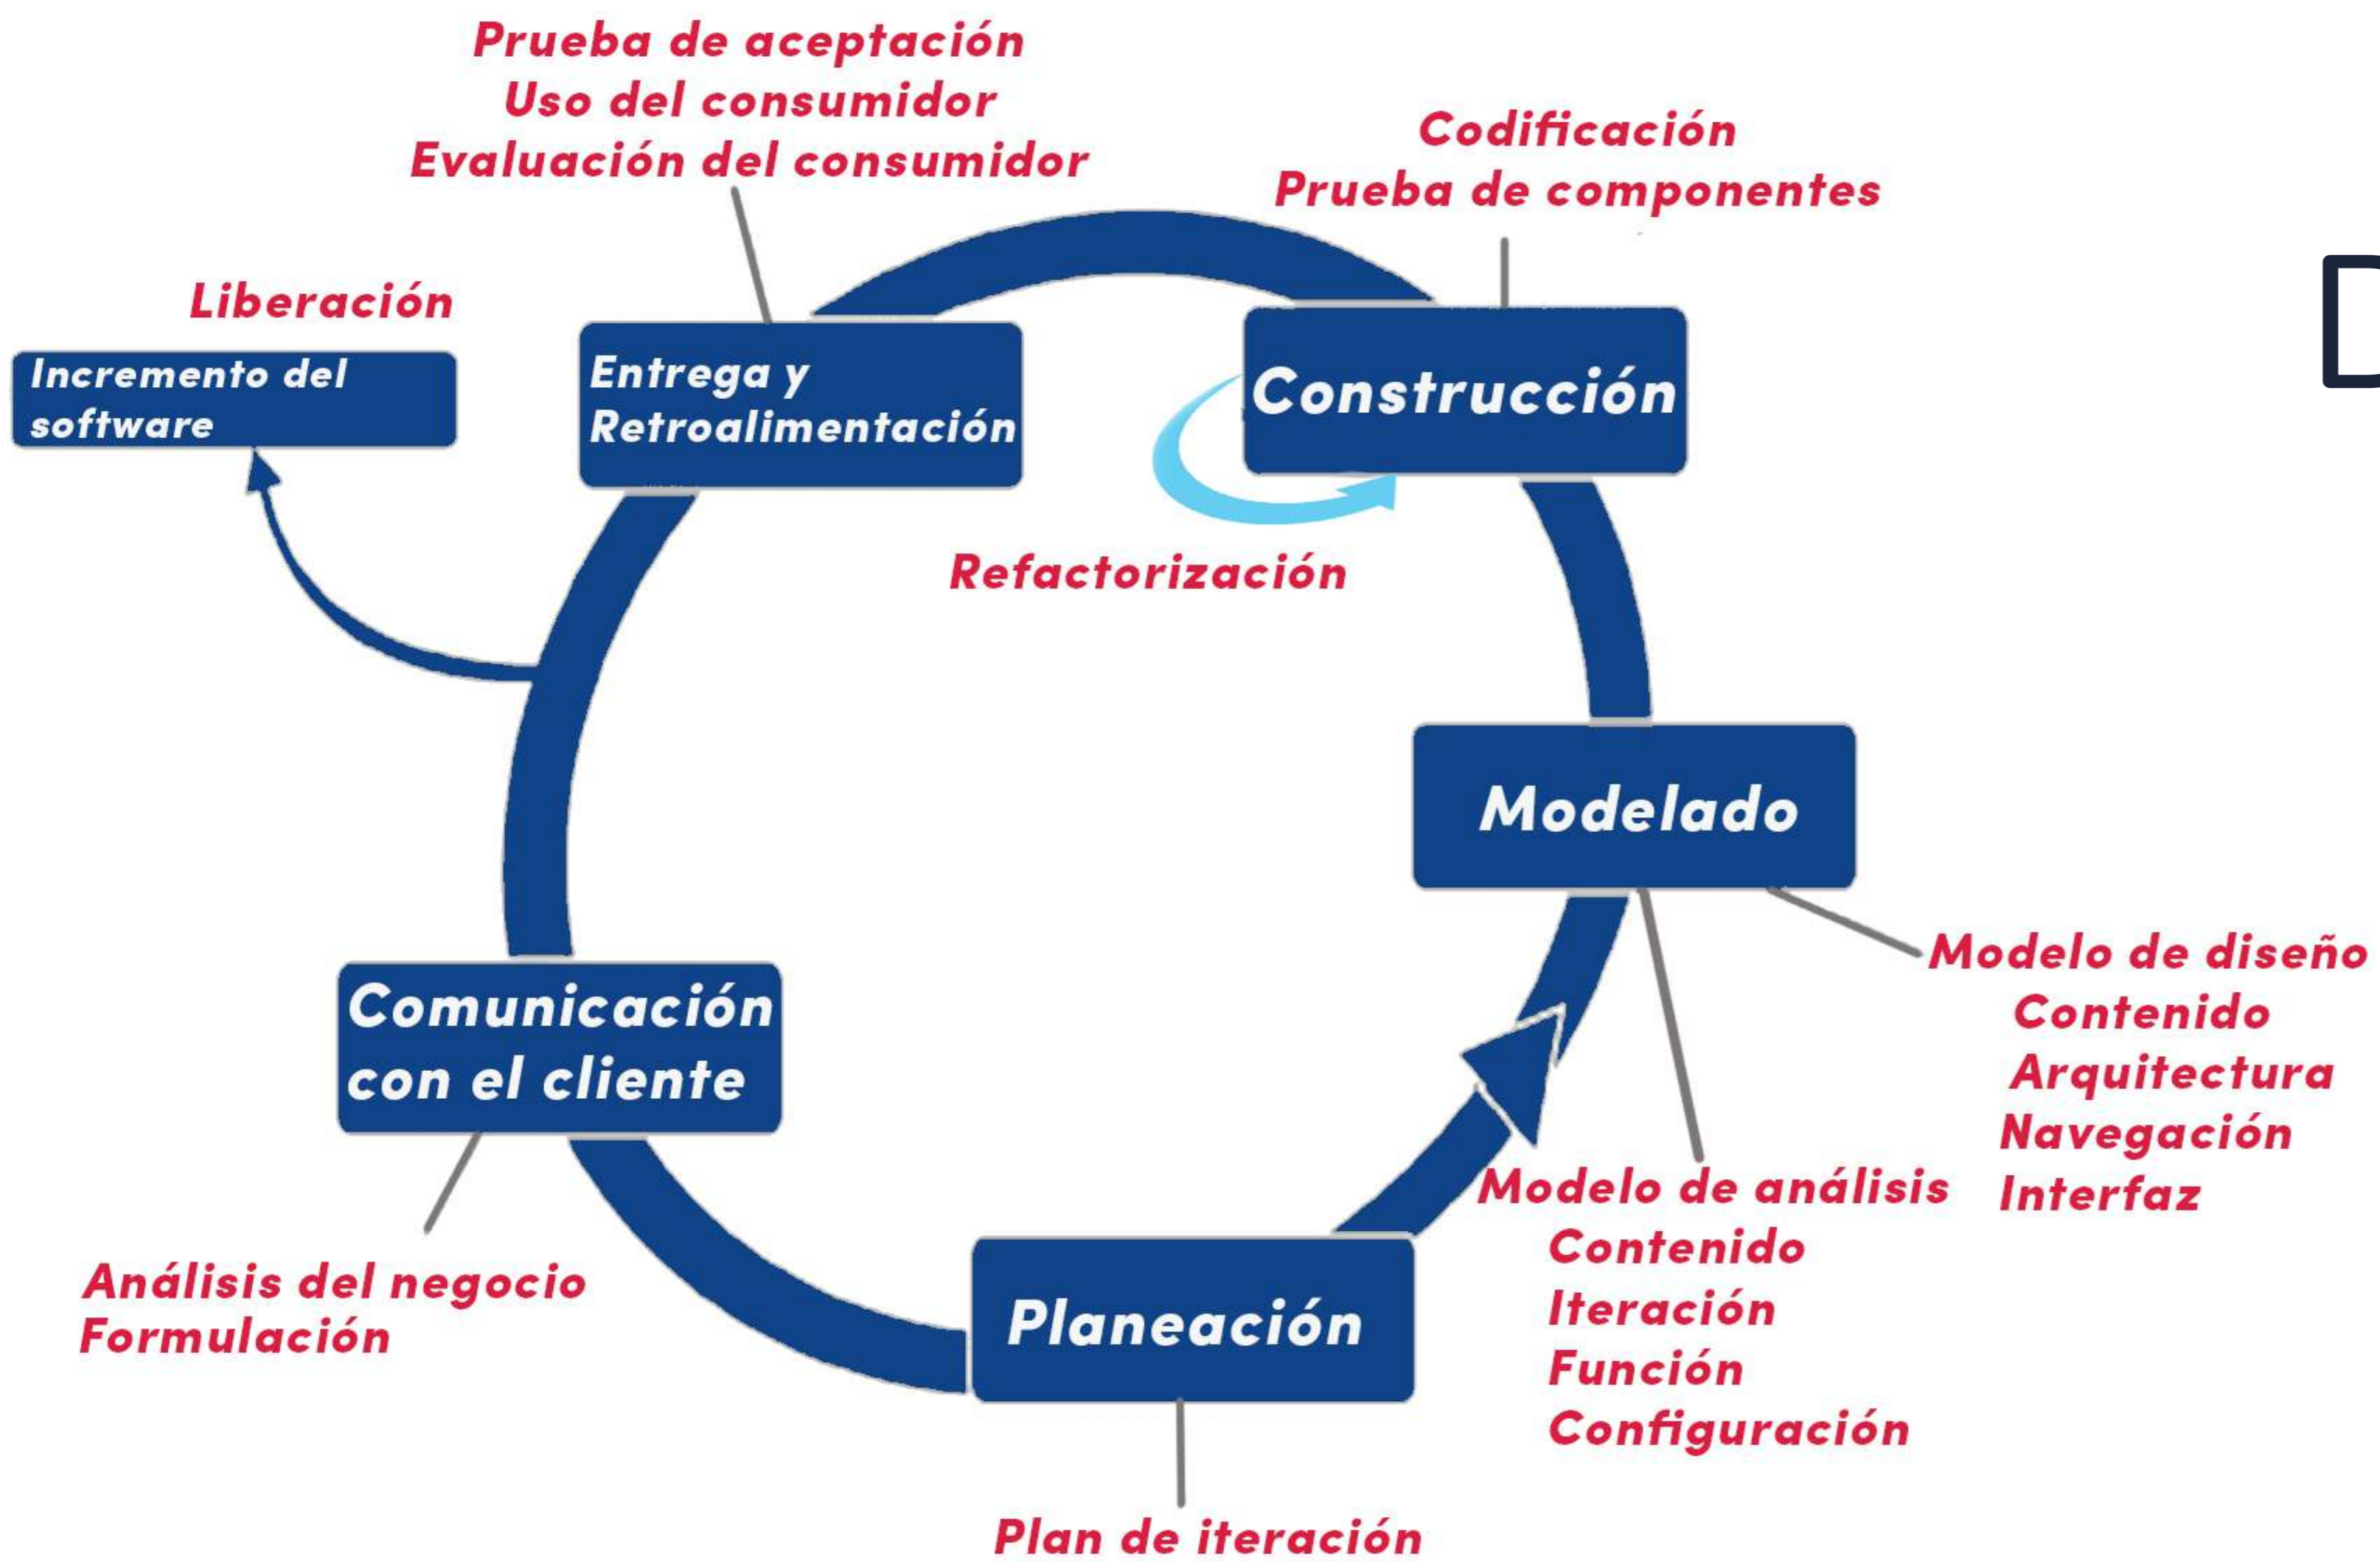 Prueba de aceptación
Uso del consumidor
Evaluación del consumidor
Codificación
Prueba de componentes
Liberación
Incremento del
software
Entrega y
Retroalimentación
Construcción
Refactorización
Modelado
Modelo de diseño
Contenido
Arquitectura
Navegación
Interfaz
Comunicación
con el cliente
Modelo de análisis
Contenido
Iteración
Función
Configuración
Análisis del negocio
Formulación
Planeación
Plan de iteración